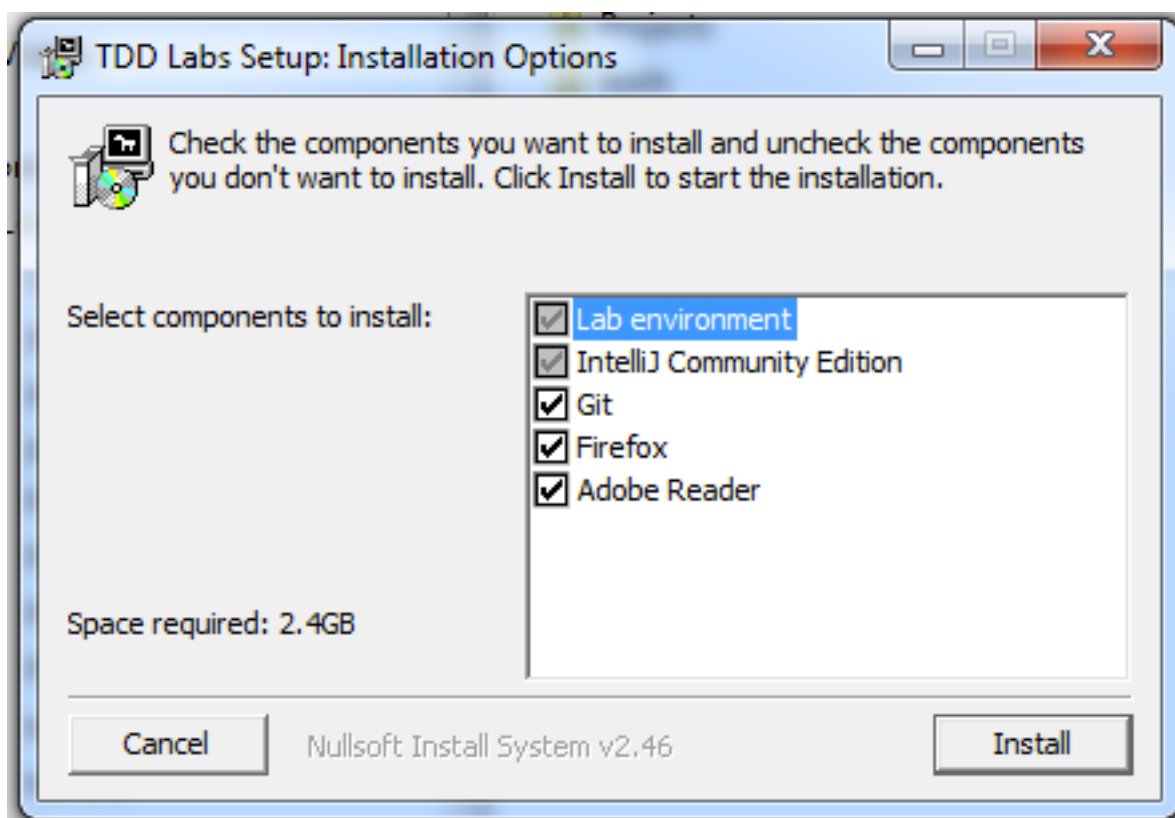 TDD Labs Setup: Installation Options
Check the components you want to install and uncheck the components
you don't want to install. Click Install to start the installation.
Select components to install:
Lab environment
IntelliJ Community Edition
Git
Firefox
Adobe Reader
Space required: 2.4GB
Cancel
Nullsoft Install System v2.46
Install